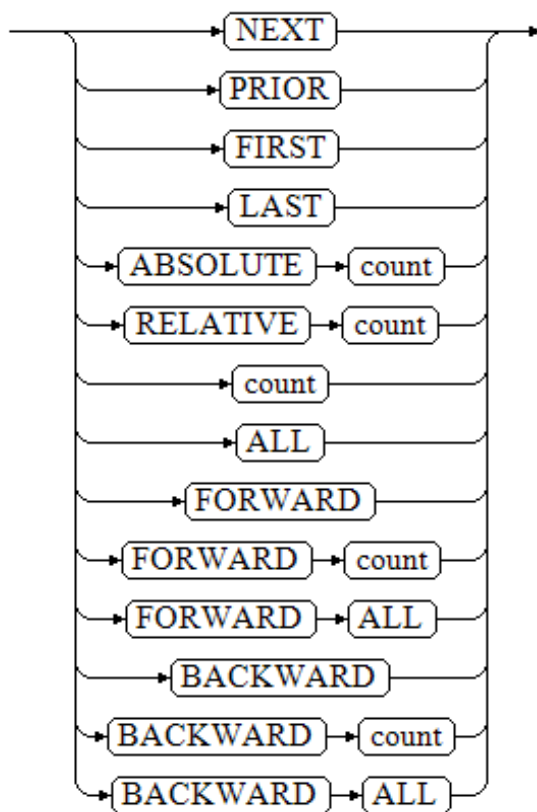 NEXT
PRIOR
FIRST
LAST
ABSOLUTE count
RELATIVE count
count
ALL
FORWARD
FORWARD count
FORWARD ALL
BACKWARD
BACKWARD count
BACKWARD ALL